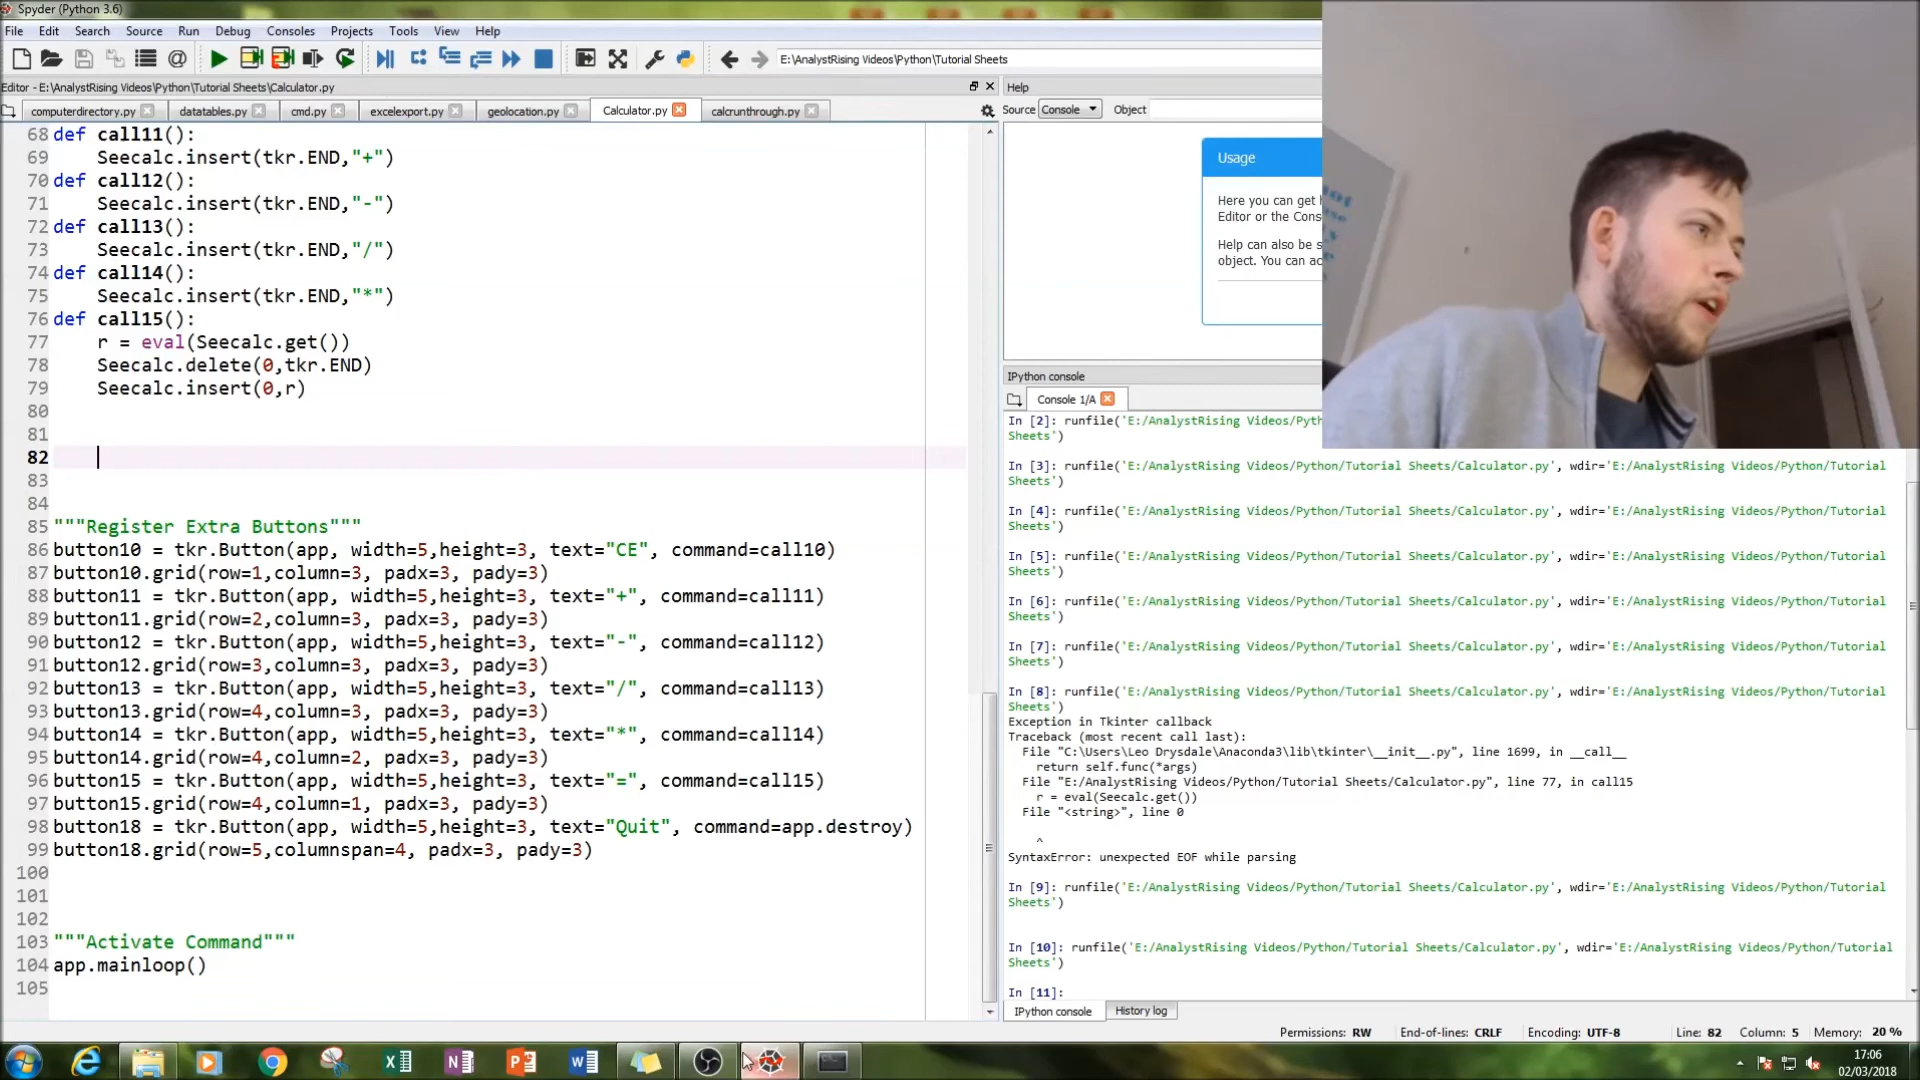 Spyder (Python 3.6)
File Edit Search Source Run Debug Consoles Projects Tools View Help
E:\AnalystRising Videos\Python\Tutorial Sheets
Editor - E:\AnalystRising Videos\Python\Tutorial Sheets\Calculator.py
Help
computerdirectory.py datatables.py cmd.py excelexport.py geolocation.py Calculator.py calcrunthrough.py
Source Console Object
68 def call11():
69 Seecalc.insert(tkr.END,"+")
70 def call12():
71 Seecalc.insert(tkr.END,"-")
72 def call13():
73 Seecalc.insert(tkr.END,"/")
74 def call14():
75 Seecalc.insert(tkr.END,"*")
76 def call15():
77 r = eval(Seecalc.get())
78 Seecalc.delete(0,tkr.END)
79 Seecalc.insert(0,r)
80
81
82
83
84
85 """Register Extra Buttons"""
86 button10 = tkr.Button(app, width=5,height=3, text="CE", command=call10)
87 button10.grid(row=1,column=3, padx=3, pady=3)
88 button11 = tkr.Button(app, width=5,height=3, text="+", command=call11)
89 button11.grid(row=2,column=3, padx=3, pady=3)
90 button12 = tkr.Button(app, width=5,height=3, text="-", command=call12)
91 button12.grid(row=3,column=3, padx=3, pady=3)
92 button13 = tkr.Button(app, width=5,height=3, text="/", command=call13)
93 button13.grid(row=4,column=3, padx=3, pady=3)
94 button14 = tkr.Button(app, width=5,height=3, text="*", command=call14)
95 button14.grid(row=4,column=2, padx=3, pady=3)
96 button15 = tkr.Button(app, width=5,height=3, text="=", command=call15)
97 button15.grid(row=4,column=1, padx=3, pady=3)
98 button18 = tkr.Button(app, width=5,height=3, text="Quit", command=app.destroy)
99 button18.grid(row=5,columnspan=4, padx=3, pady=3)
100
101
102
103 """Activate Command"""
104 app.mainloop()
105
Usage
Here you can get
Editor or the Cons
Help can also be s
object. You can ac
IPython console
Console 1/A
In [2]: runfile('E:/AnalystRising Videos/Pyth
Sheets')
In [3]: runfile('E:/AnalystRising Videos/Python/Tutorial Sheets/Calculator.py', wdir='E:/AnalystRising Videos/Python/Tutorial
Sheets')
In [4]: runfile('E:/AnalystRising Videos/Python/Tutorial Sheets/Calculator.py', wdir='E:/AnalystRising Videos/Python/Tutorial
Sheets')
In [5]: runfile('E:/AnalystRising Videos/Python/Tutorial Sheets/Calculator.py', wdir='E:/AnalystRising Videos/Python/Tutorial
Sheets')
In [6]: runfile('E:/AnalystRising Videos/Python/Tutorial Sheets/Calculator.py', wdir='E:/AnalystRising Videos/Python/Tutorial
Sheets')
In [7]: runfile('E:/AnalystRising Videos/Python/Tutorial Sheets/Calculator.py', wdir='E:/AnalystRising Videos/Python/Tutorial
Sheets')
In [8]: runfile('E:/AnalystRising Videos/Python/Tutorial Sheets/Calculator.py', wdir='E:/AnalystRising Videos/Python/Tutorial
Sheets')
Exception in Tkinter callback
Traceback (most recent call last):
File "C:\Users\Leo Drysdale\Anaconda3\lib\tkinter\__init__.py", line 1699, in __call__
return self.func(*args)
File "E:/AnalystRising Videos/Python/Tutorial Sheets/Calculator.py", line 77, in call15
r = eval(Seecalc.get())
File "<string>", line 0
^
SyntaxError: unexpected EOF while parsing
In [9]: runfile('E:/AnalystRising Videos/Python/Tutorial Sheets/Calculator.py', wdir='E:/AnalystRising Videos/Python/Tutorial
Sheets')
In [10]: runfile('E:/AnalystRising Videos/Python/Tutorial Sheets/Calculator.py', wdir='E:/AnalystRising Videos/Python/Tutorial
Sheets')
In [11]:
IPython console History log
Permissions: RW End-of-lines: CRLF Encoding: UTF-8 Line: 82 Column: 5 Memory: 20 %
17:06
02/03/2018